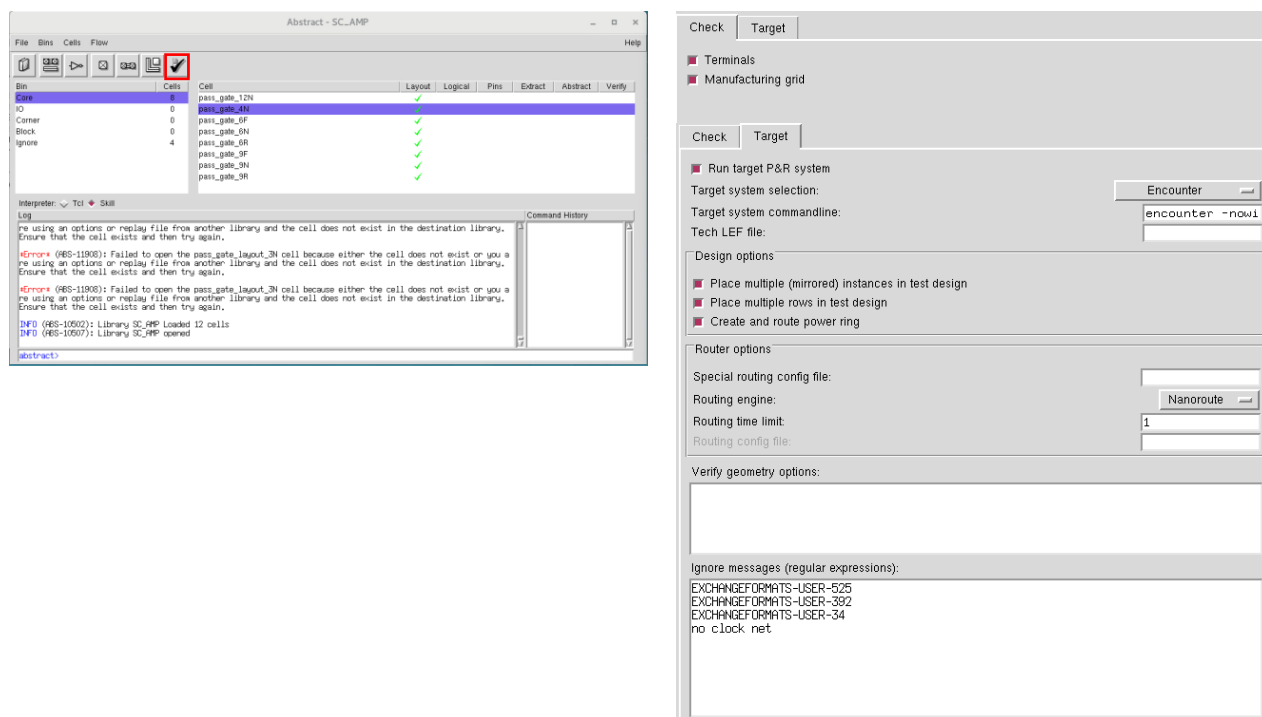 Abstract - SC_AMP
File Bins Cells Flow Help
Bin Cells
Core 8
IO 0
Corner 0
Block 0
Ignore 4
Cell Layout Logical Pins Extract Abstract Verify
pass_gate_12N
pass_gate_4N
pass_gate_6F
pass_gate_6N
pass_gate_6R
pass_gate_9F
pass_gate_9N
pass_gate_9R
Interpreter: Tcl Skill
Log
re using an options or replay file from another library and the cell does not exist in the destination library.
Ensure that the cell exists and then try again.
*Error* (ABS-11908): Failed to open the pass_gate_layout_3N cell because either the cell does not exist or you a
re using an options or replay file from another library and the cell does not exist in the destination library.
Ensure that the cell exists and then try again.
*Error* (ABS-11908): Failed to open the pass_gate_layout_3N cell because either the cell does not exist or you a
re using an options or replay file from another library and the cell does not exist in the destination library.
Ensure that the cell exists and then try again.
INFO (ABS-10502): Library SC_AMP Loaded 12 cells
INFO (ABS-10507): Library SC_AMP opened
Command History
abstract>
Check Target
Terminals
Manufacturing grid
Check Target
Run target P&R system
Target system selection: Encounter
Target system commandline: encounter -nowi
Tech LEF file:
Design options
Place multiple (mirrored) instances in test design
Place multiple rows in test design
Create and route power ring
Router options
Special routing config file:
Routing engine: Nanoroute
Routing time limit: 1
Routing config file:
Verify geometry options:
Ignore messages (regular expressions):
EXCHANGEFORMATS-USER-525
EXCHANGEFORMATS-USER-392
EXCHANGEFORMATS-USER-34
no clock net